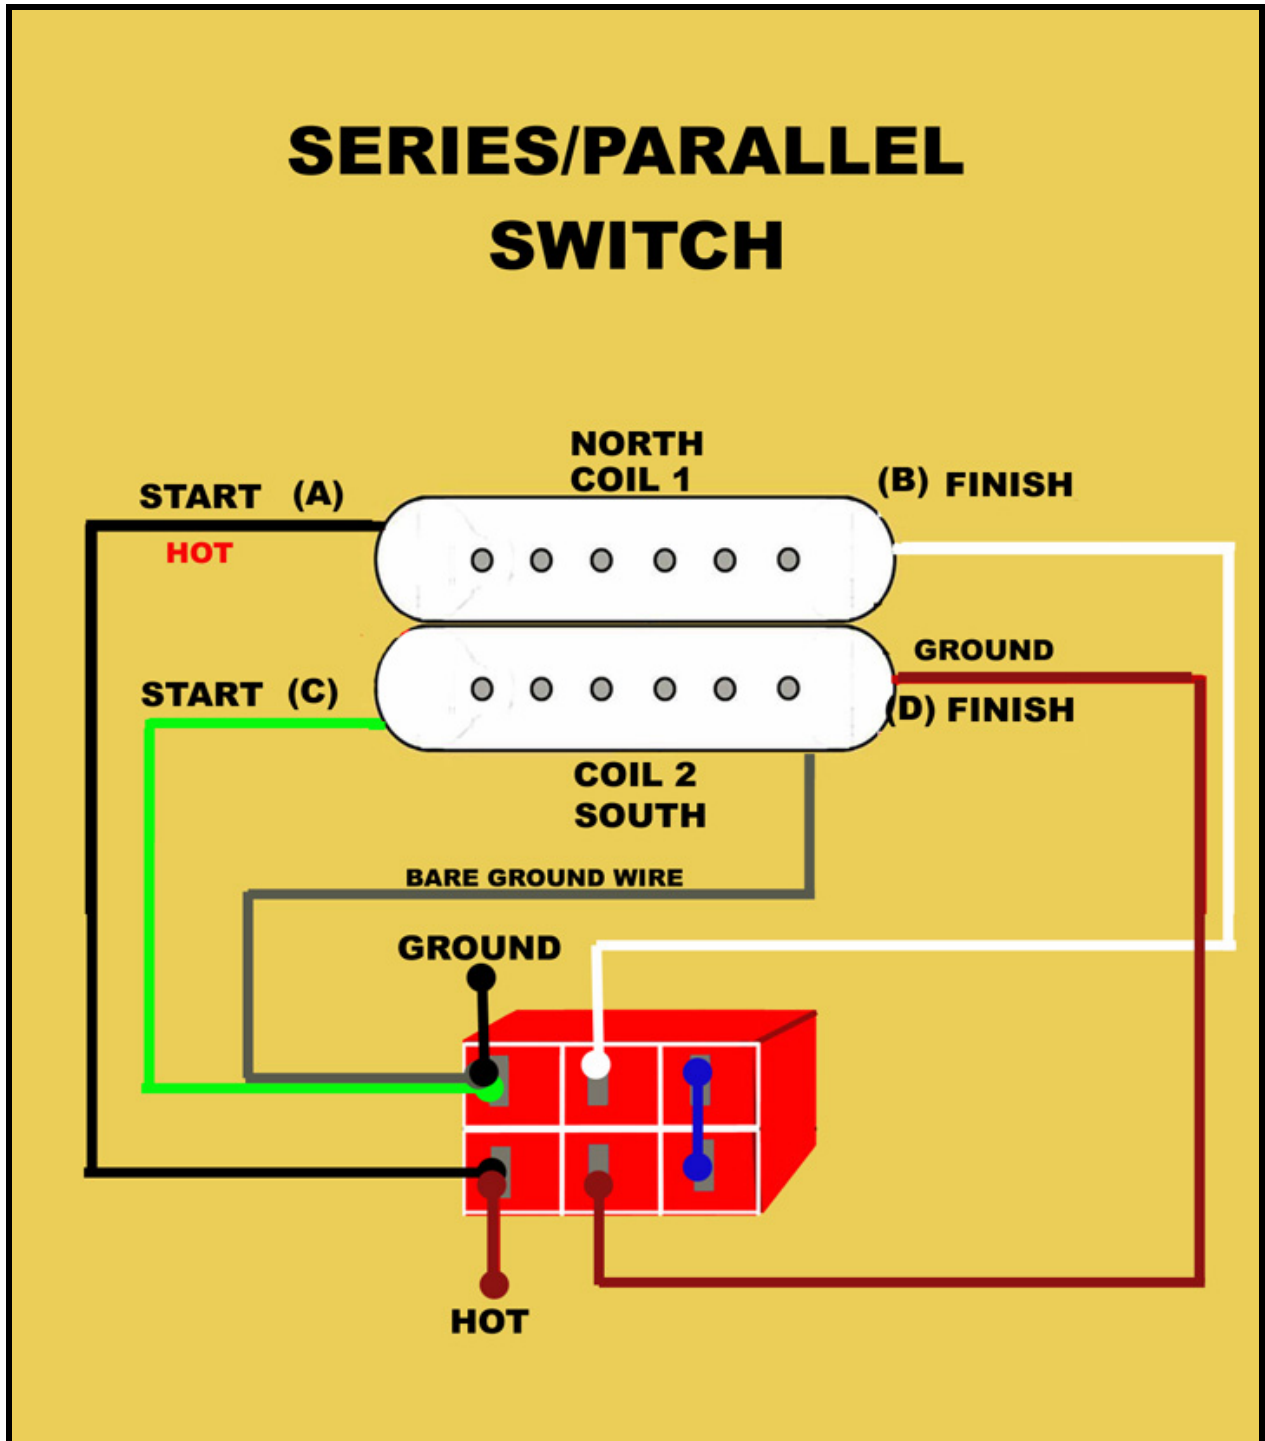 SERIES/PARALLEL
SWITCH
NORTH
COIL 1
START (A)
HOT
(B) FINISH
GROUND
START (C)
(D) FINISH
COIL 2
SOUTH
BARE GROUND WIRE
GROUND
HOT